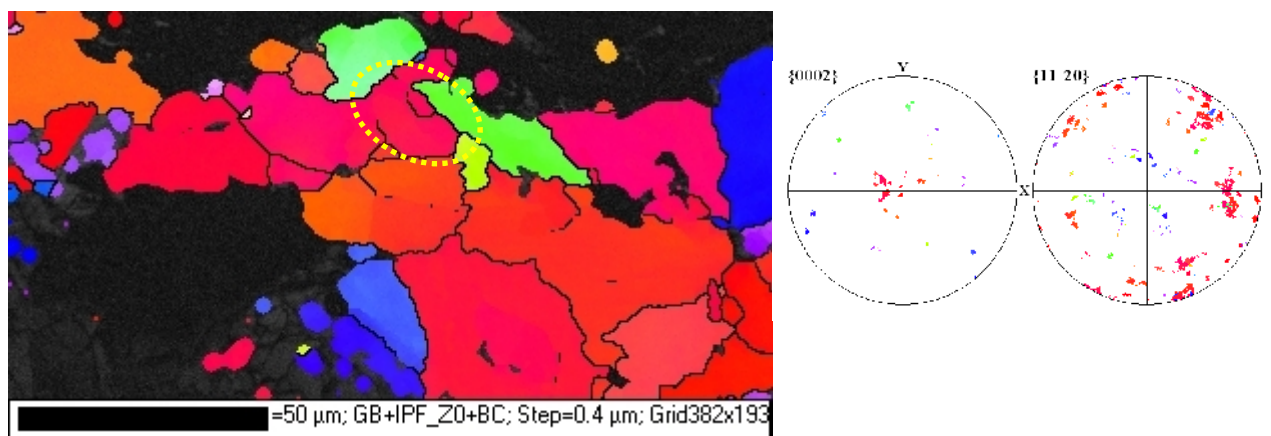 {0002}
Y
{11-20}
X
=50 µm; GB+IPF_Z0+BC; Step=0.4 µm; Grid382x193